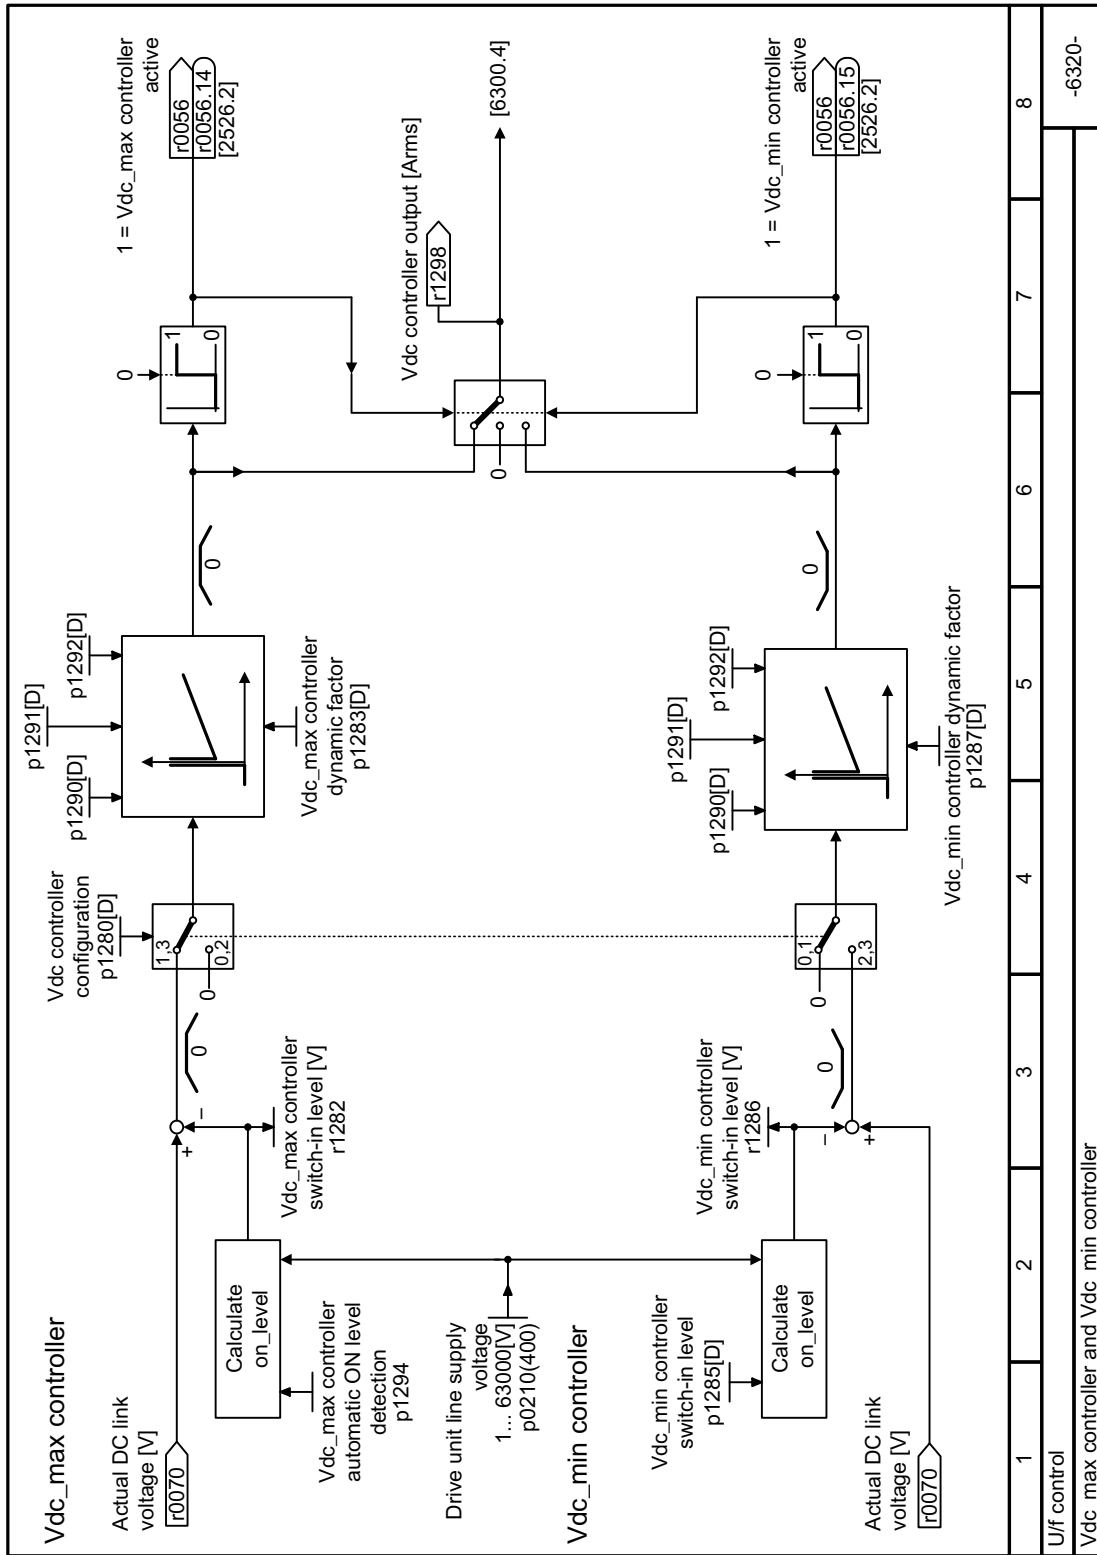 Vdc_max controller
Actual DC link
voltage [V]
r0070
Calculate
on_level
Vdc_max controller
automatic ON level
detection
p1294
+
–
Vdc_max controller
switch-in level [V]
r1282
0
Vdc controller
configuration
p1280[D]
1,3
0,2
0
p1290[D]
p1291[D]
p1292[D]
Vdc_max controller
dynamic factor
p1283[D]
0
0
1
0
1 = Vdc_max controller
active
r0056
r0056.14
[2526.2]
Drive unit line supply
voltage
1... 63000[V]
p0210(400)
0
Vdc controller output [Arms]
r1298
[6300.4]
Vdc_min controller
Vdc_min controller
switch-in level
p1285[D]
Calculate
on_level
Vdc_min controller
switch-in level [V]
r1286
–
+
Actual DC link
voltage [V]
r0070
0
0
0,1
2,3
p1290[D]
p1291[D]
p1292[D]
Vdc_min controller dynamic factor
p1287[D]
0
0
1
0
1 = Vdc_min controller
active
r0056
r0056.15
[2526.2]
1
2
3
4
5
6
7
8
U/f control
-6320-
Vdc_max controller and Vdc_min controller